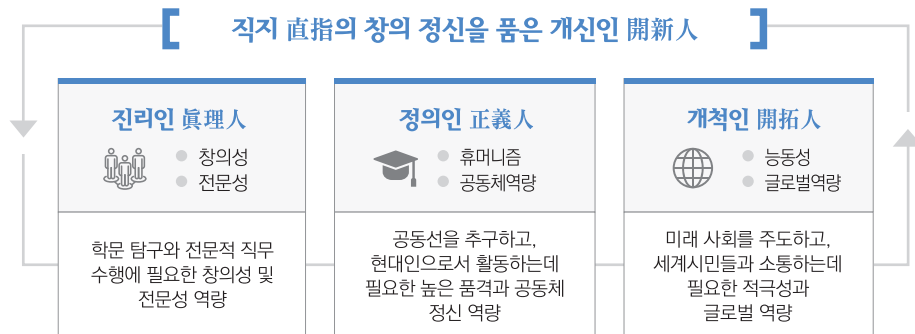 직지 直指의 창의 정신을 품은 개신인 開新人
진리인 眞理人
창의성
전문성
학문 탐구와 전문적 직무
수행에 필요한 창의성 및
전문성 역량
정의인 正義人
휴머니즘
공동체역량
공동선을 추구하고,
현대인으로서 활동하는데
필요한 높은 품격과 공동체
정신 역량
개척인 開拓人
능동성
글로벌역량
미래 사회를 주도하고,
세계시민들과 소통하는데
필요한 적극성과
글로벌 역량